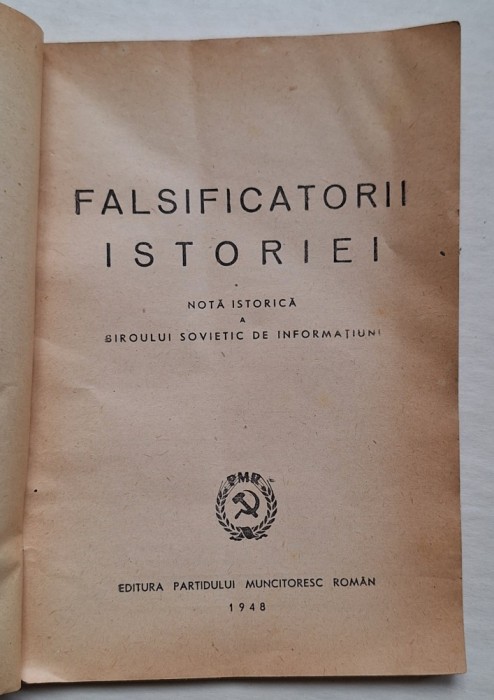 FALSIFICATORII
ISTORIEI
NOTĂ ISTORICĂ
A
BIROULUI SOVIETIC DE INFORMAȚIUNI
PMR
EDITURA PARTIDULUI MUNCITORESC ROMÂN
1948